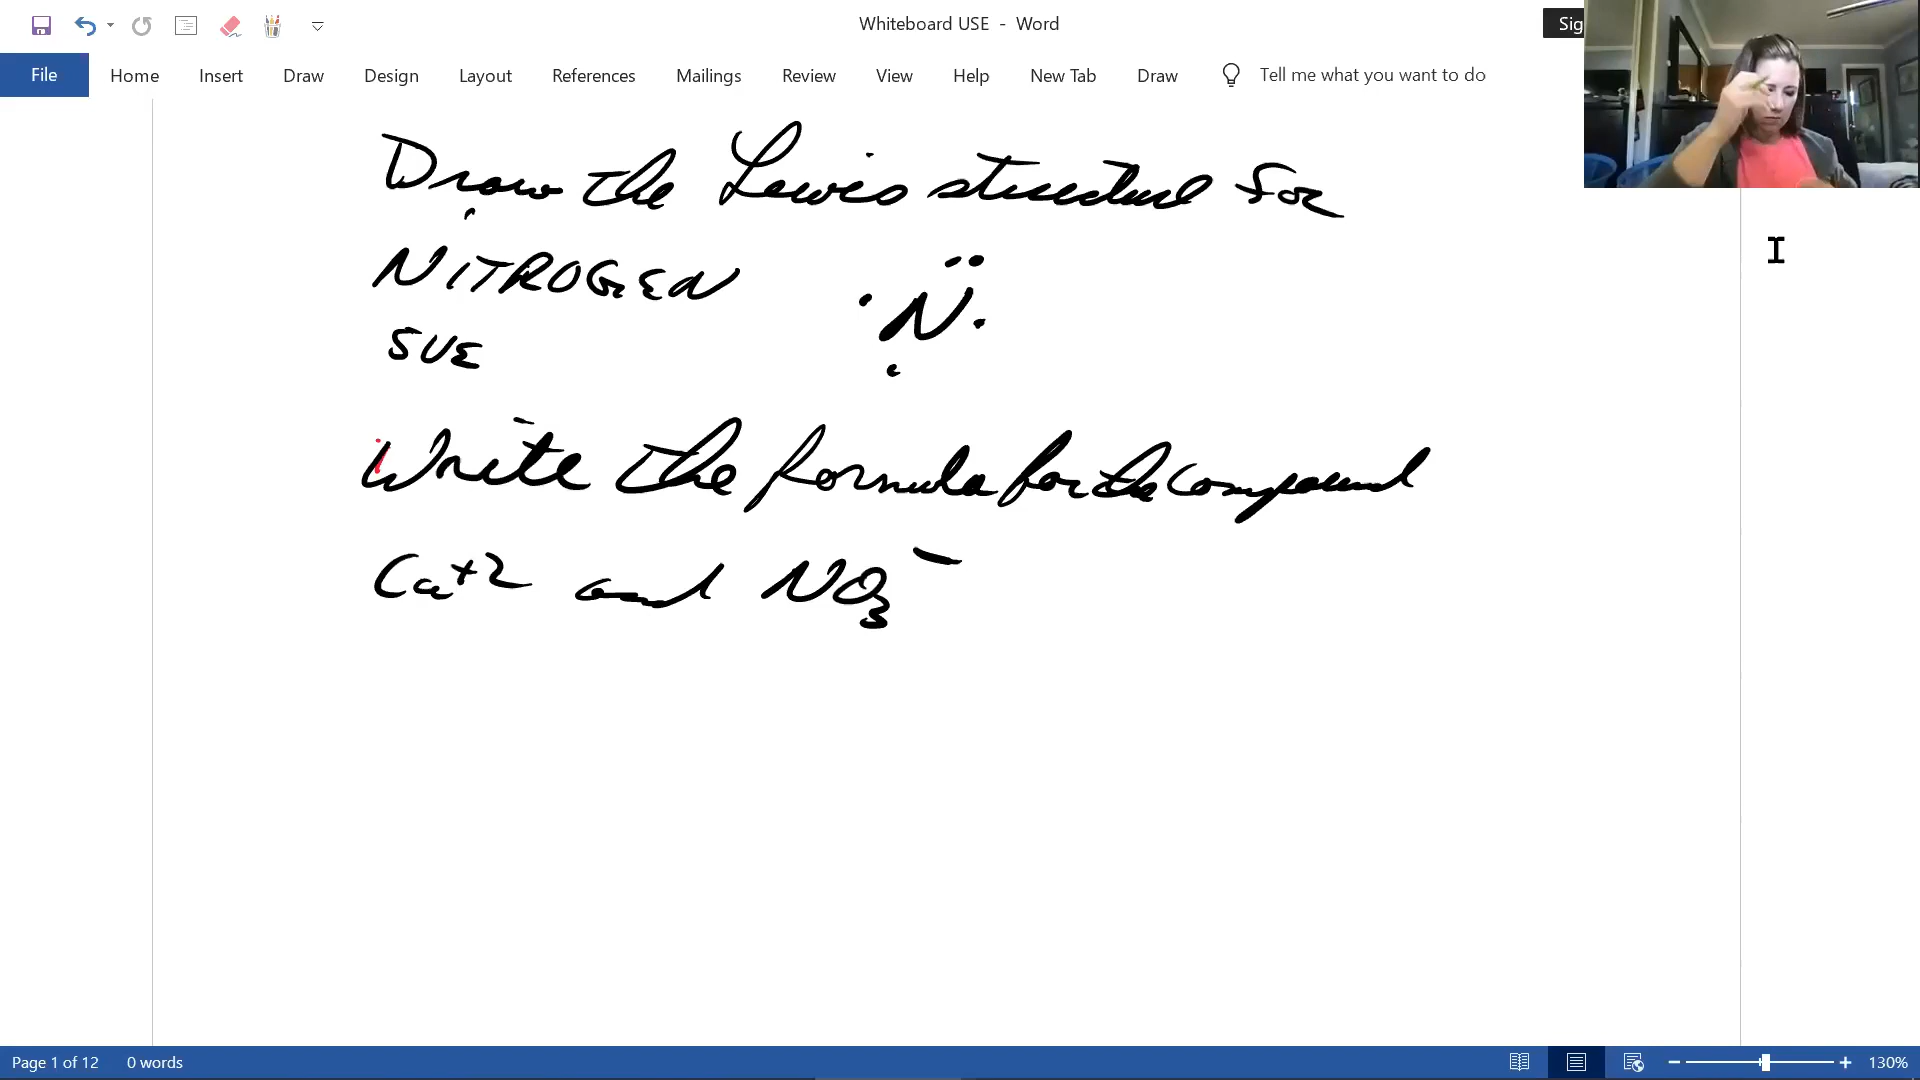 Whiteboard USE - Word
Sig
File Home Insert Draw Design Layout References Mailings Review View Help New Tab Draw Tell me what you want to do
Draw the Lewis structure for
NITROGEN
N
SVE
Write the formula for the compound
Ca+2 and NO3-
Page 1 of 12 0 words
130%